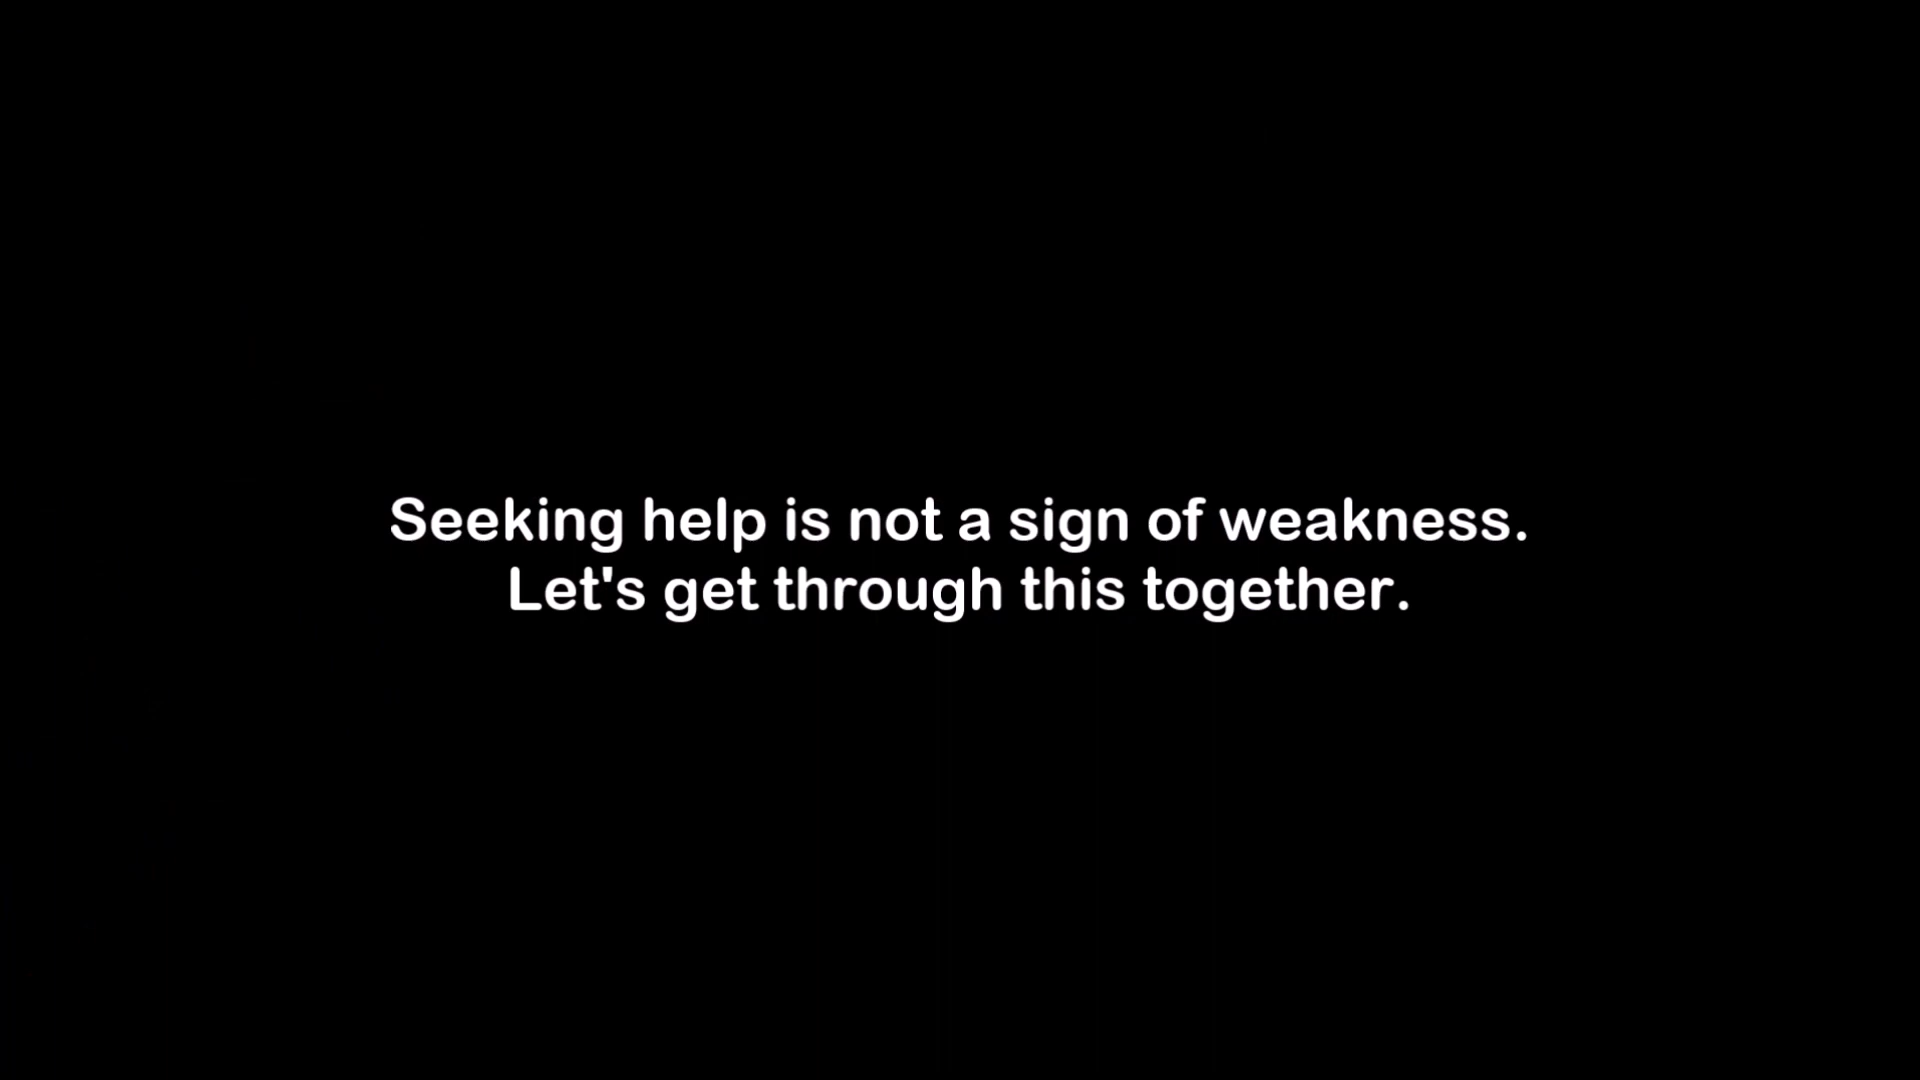 Seeking help is not a sign of weakness.
Let's get through this together.